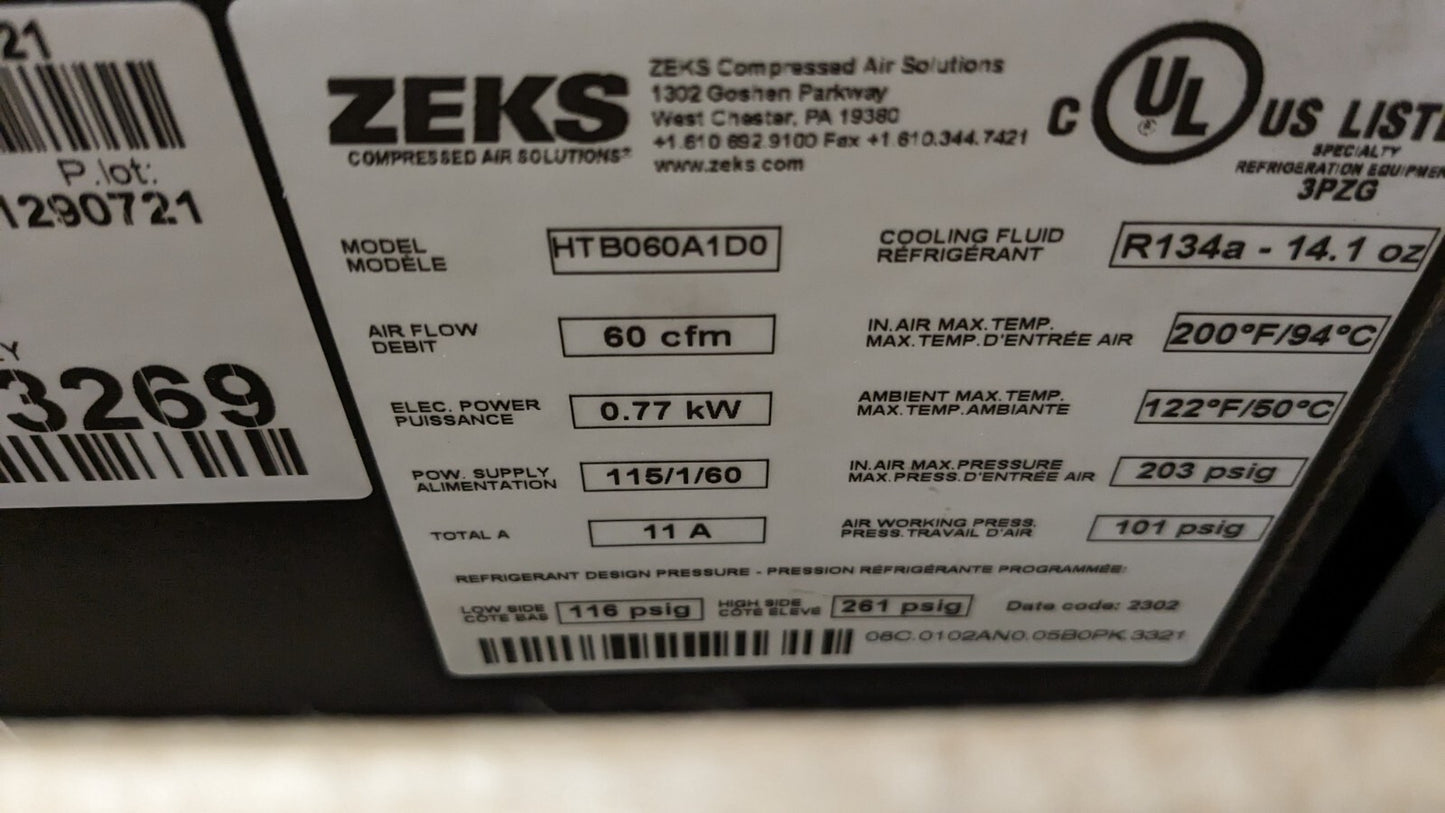 21
P.lot:
1290721
LY
3269
ZEKS
COMPRESSED AIR SOLUTIONS
ZEKS Compressed Air Solutions
1302 Goshen Parkway
West Chester, PA 19380
+1.610.692.9100 Fax +1.610.344.7421
www.zeks.com
C UL US LISTE
SPECIALTY
REFRIGERATION EQUIPMEN
3PZG
MODEL
MODÈLE
HTB060A1D0
AIR FLOW
DEBIT
60 cfm
ELEC. POWER
PUISSANCE
0.77 kW
POW. SUPPLY
ALIMENTATION
115/1/60
TOTAL A
11 A
COOLING FLUID
RÉFRIGÉRANT
R134a - 14.1 oz
IN.AIR MAX.TEMP.
MAX.TEMP.D'ENTRÉE AIR
200°F/94°C
AMBIENT MAX.TEMP.
MAX.TEMP.AMBIANTE
122°F/50°C
IN.AIR MAX.PRESSURE
MAX.PRESS.D'ENTRÉE AIR
203 psig
AIR WORKING PRESS.
PRESS.TRAVAIL D'AIR
101 psig
REFRIGERANT DESIGN PRESSURE - PRESSION RÉFRIGÉRANTE PROGRAMMÉE:
LOW SIDE
CÔTE BAS
116 psig
HIGH SIDE
CÔTE ÉLEVÉ
261 psig
Date code: 2302
08C.0102AN0.05B0PK.3321